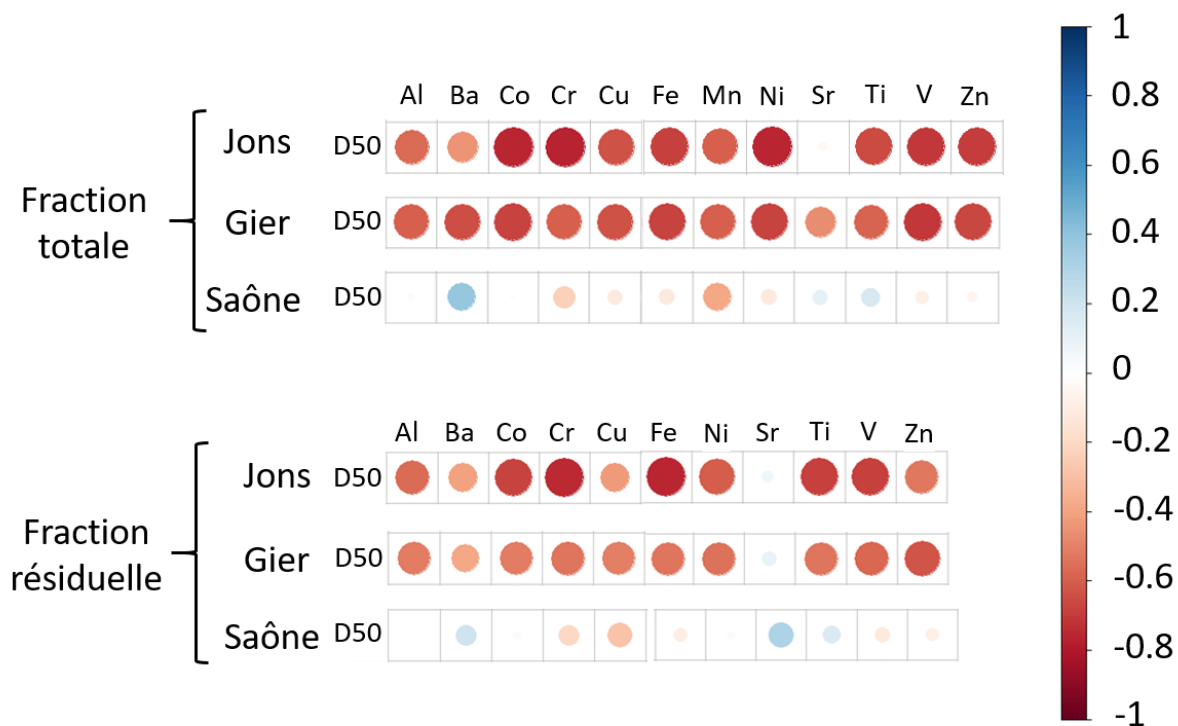 Al Ba Co Cr Cu Fe Mn Ni Sr Ti V Zn
Fraction
totale
Jons D50
Gier D50
Saône D50
Al Ba Co Cr Cu Fe Ni Sr Ti V Zn
Fraction
résiduelle
Jons D50
Gier D50
Saône D50
1
0.8
0.6
0.4
0.2
0
-0.2
-0.4
-0.6
-0.8
-1